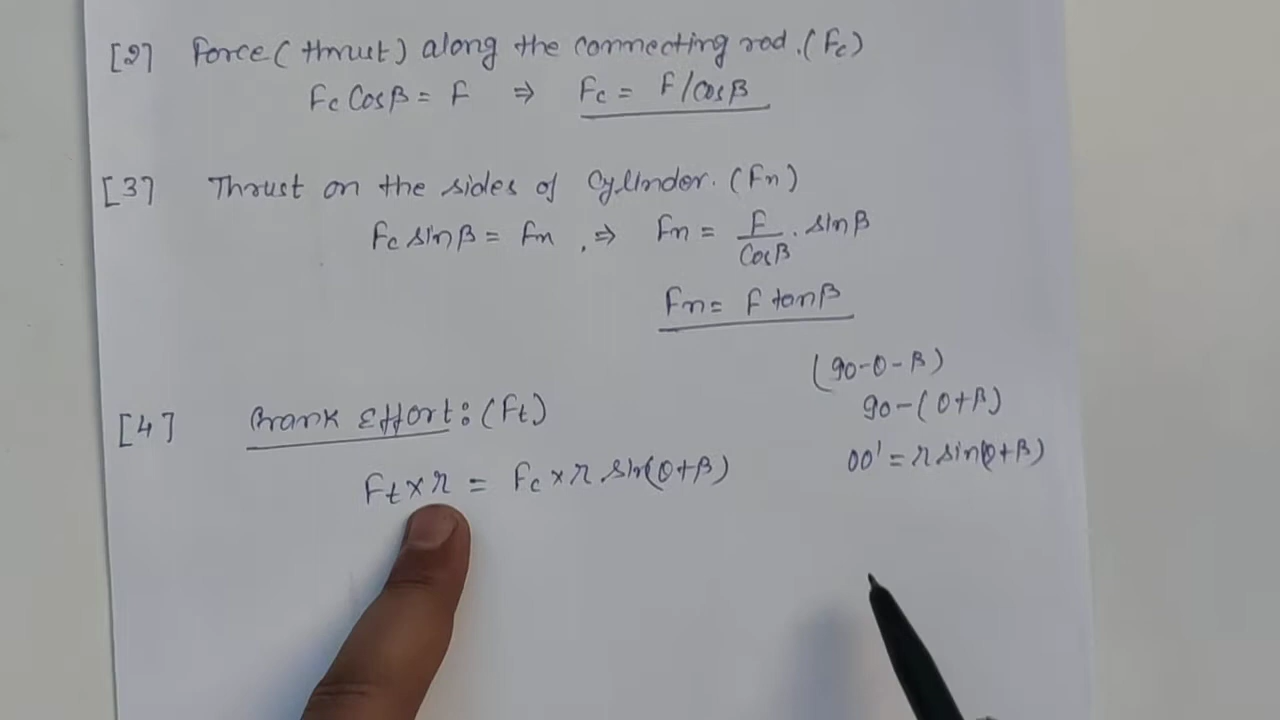 [2] Force (thrust) along the connecting rod. (Fc)
Fc Cosβ = F ⇒ Fc = F/cosβ
[3] Thrust on the sides of Cylinder. (Fn)
Fc sinβ = Fn, ⇒ Fn = F/Cosβ . sinβ
Fn = F tanβ
(90-θ-β)
90-(θ+β)
[4] Crank Effort: (Ft)
OO' = r sin(θ+β)
Ft × r = Fc × r sin(θ+β)